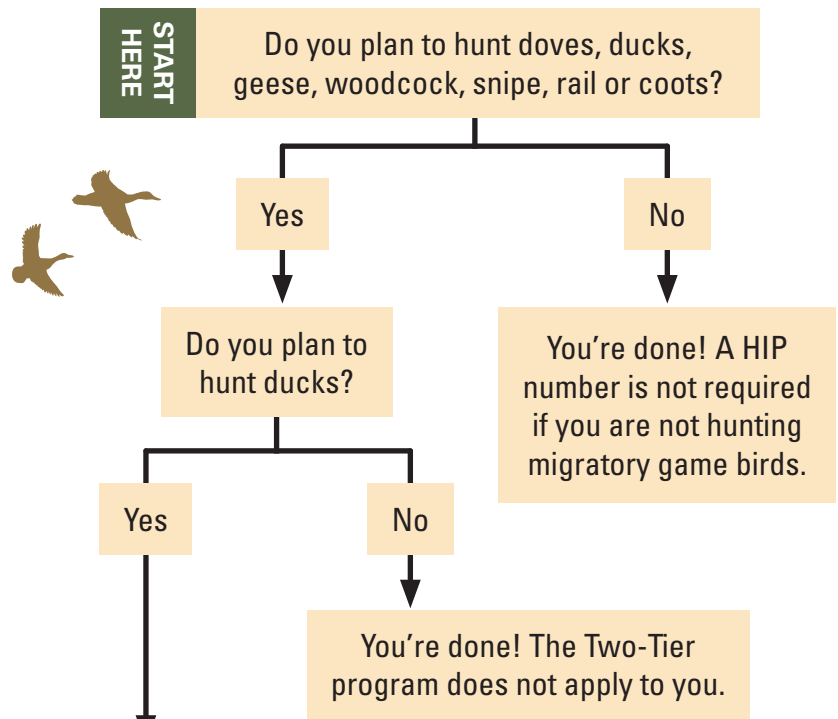 START
HERE
Do you plan to hunt doves, ducks,
geese, woodcock, snipe, rail or coots?
Yes
No
Do you plan to
hunt ducks?
You’re done! A HIP
number is not required
if you are not hunting
migratory game birds.
Yes
No
You’re done! The Two-Tier
program does not apply to you.